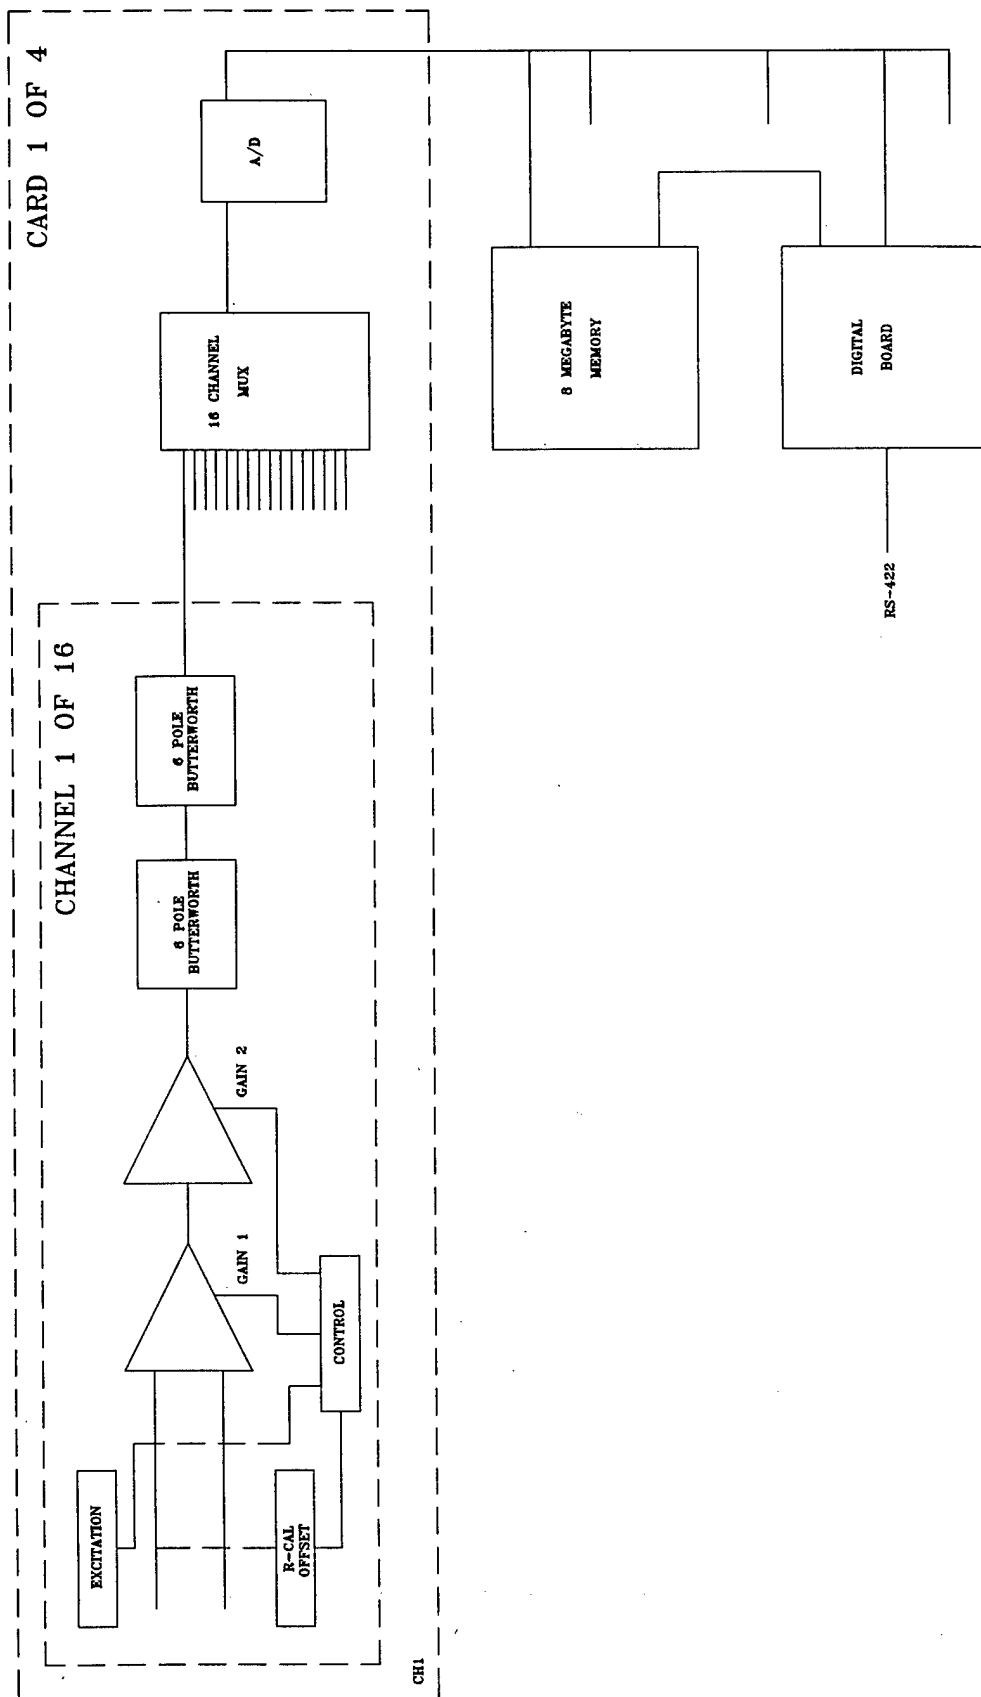 CARD 1 OF 4
CHANNEL 1 OF 16
EXCITATION
R-CAL
OFFSET
CONTROL
GAIN 1
GAIN 2
6 POLE
BUTTERWORTH
6 POLE
BUTTERWORTH
16 CHANNEL
MUX
A/D
8 MEGABYTE
MEMORY
DIGITAL
BOARD
RS-422
CH1